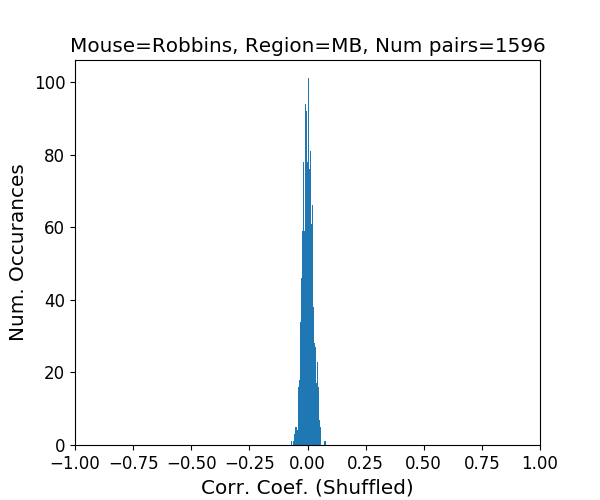 Mouse=Robbins, Region=MB, Num pairs=1596
Num. Occurances
100
80
60
40
20
0
−1.00 −0.75 −0.50 −0.25 0.00 0.25 0.50 0.75 1.00
Corr. Coef. (Shuffled)